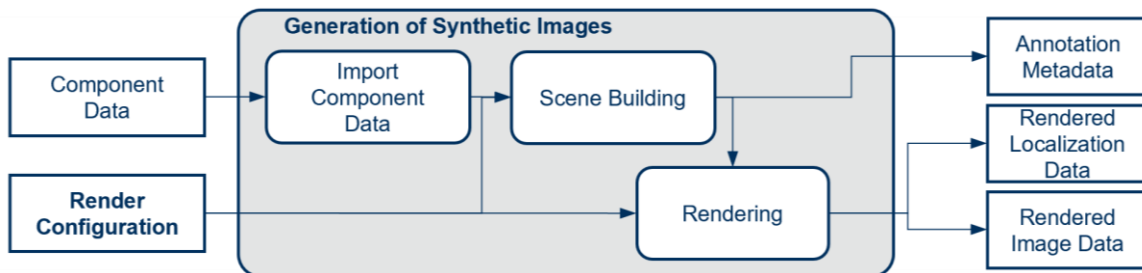 Generation of Synthetic Images
Component
Data
Import
Component
Data
Scene Building
Annotation
Metadata
Rendered
Localization
Data
Render
Configuration
Rendering
Rendered
Image Data